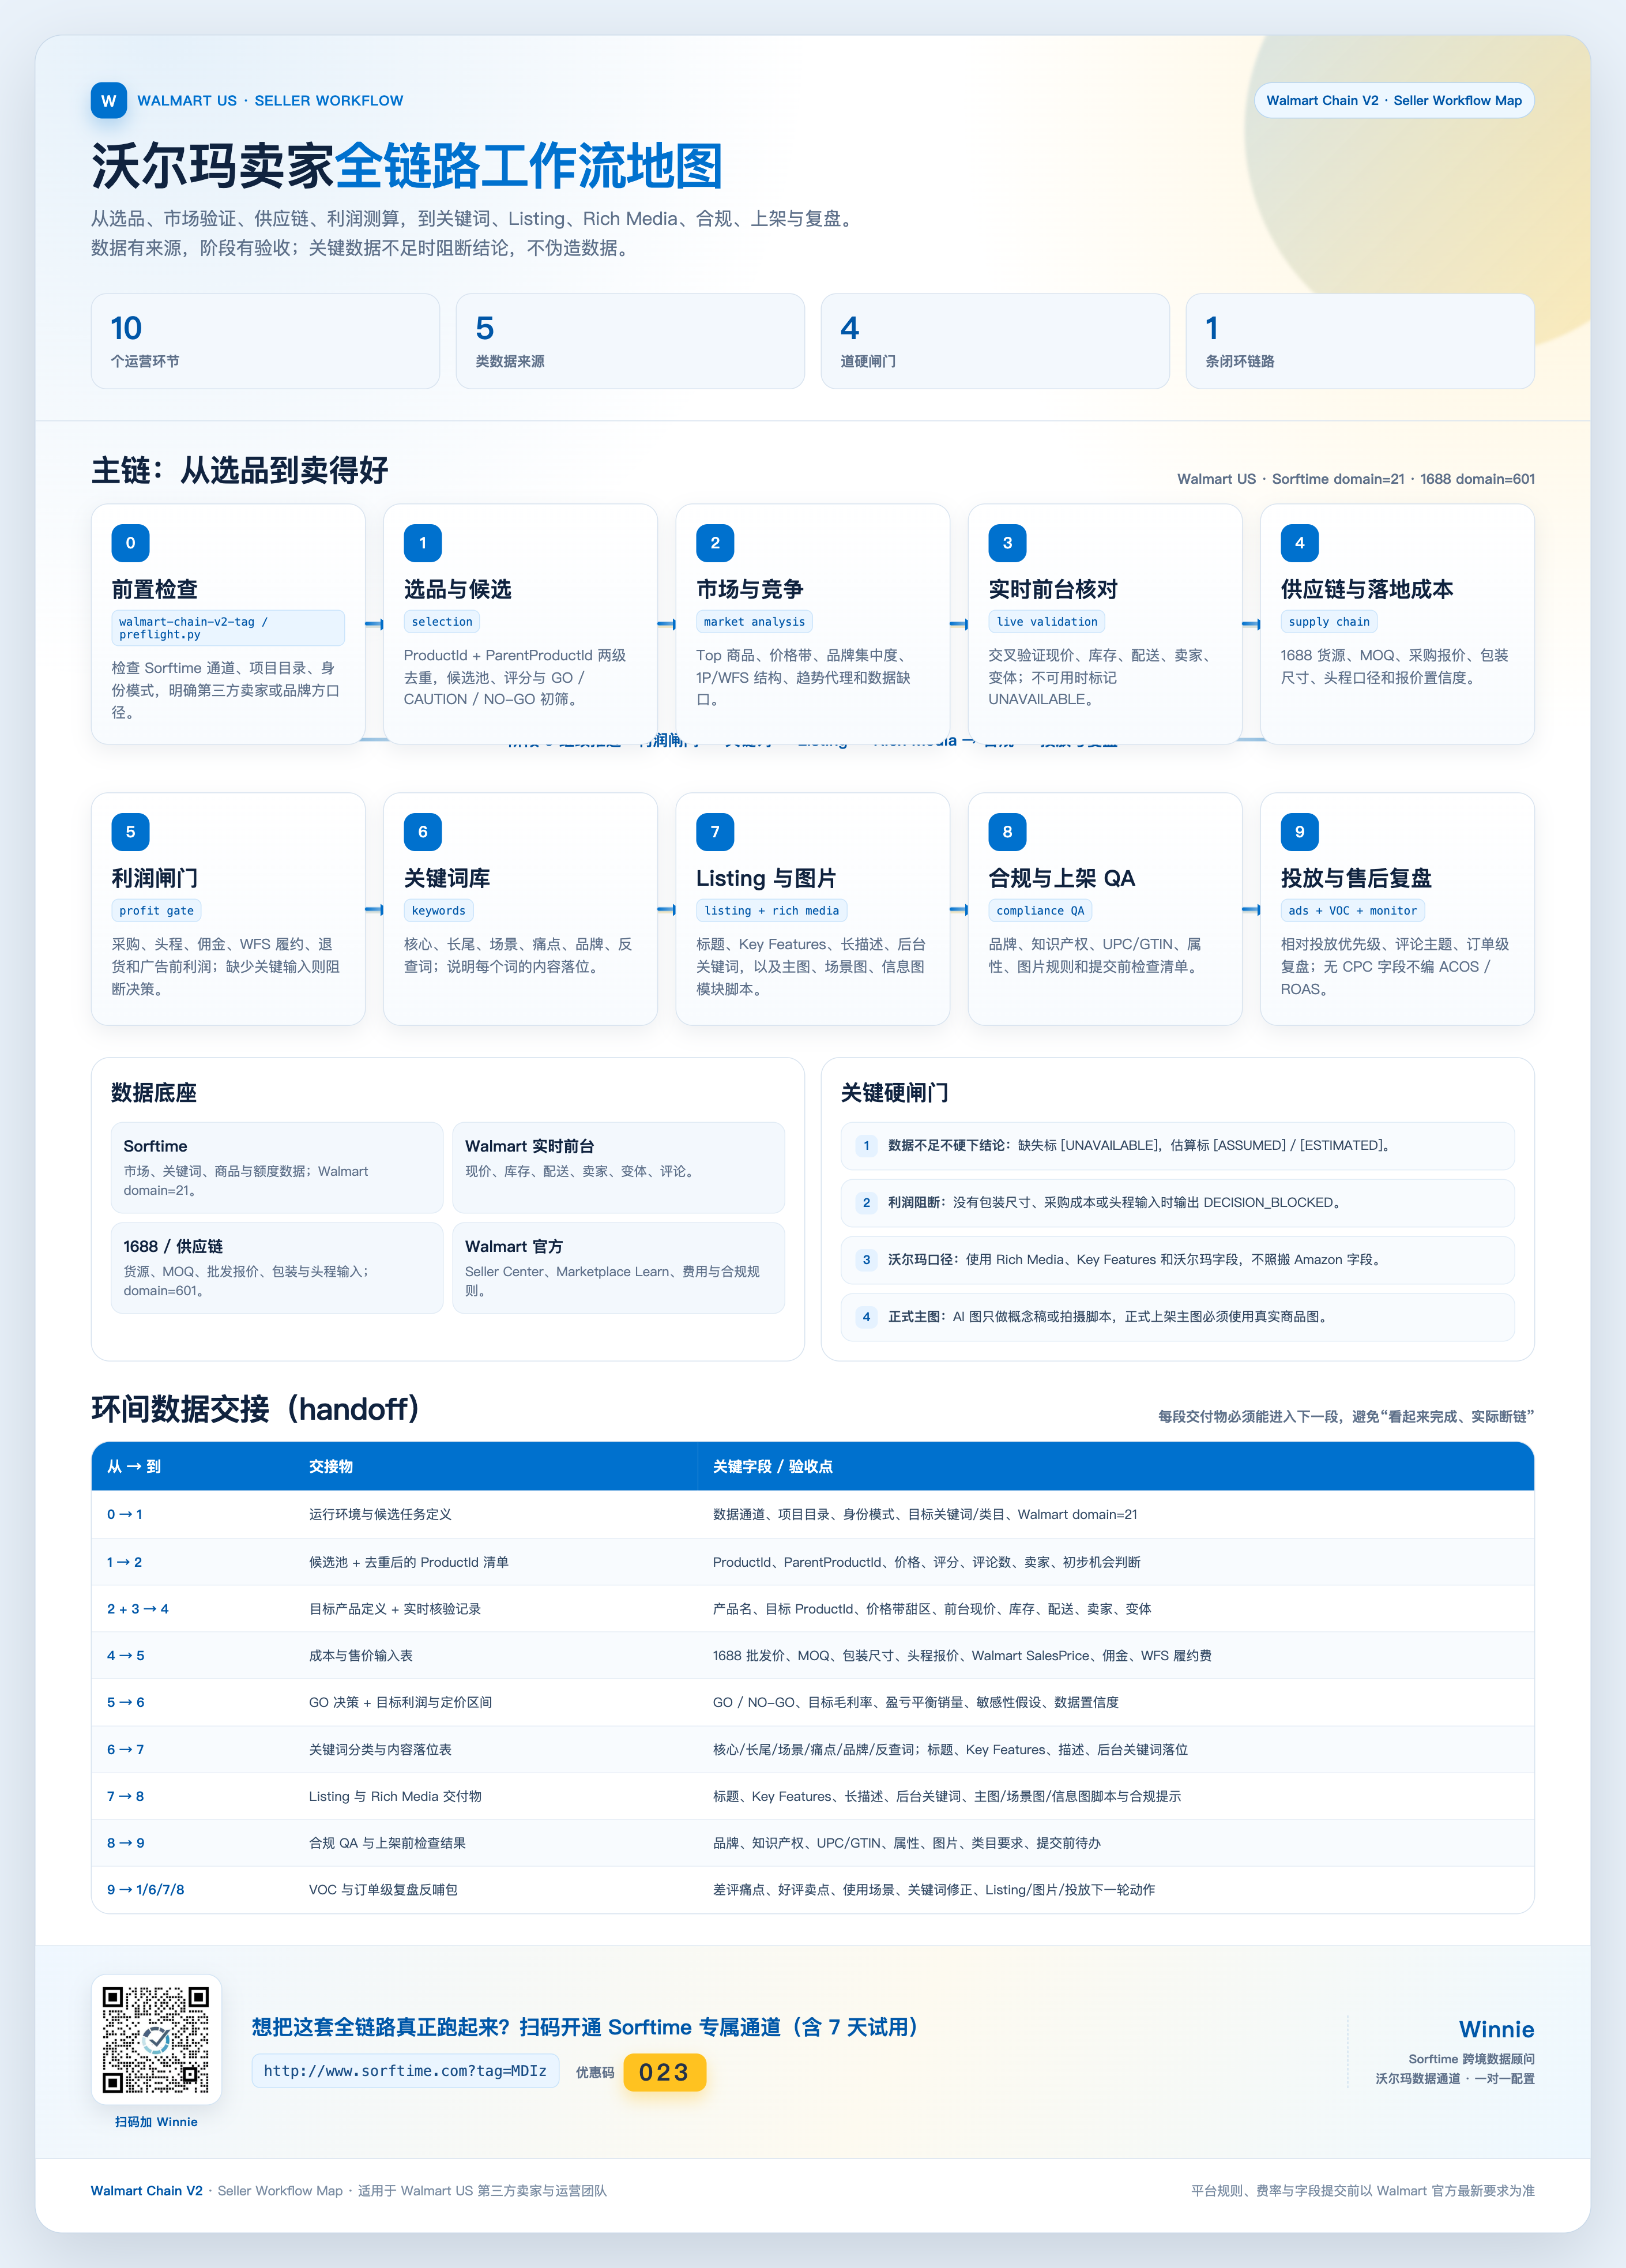 W WALMART US · SELLER WORKFLOW
Walmart Chain V2 · Seller Workflow Map
沃尔玛卖家全链路工作流地图
从选品、市场验证、供应链、利润测算，到关键词、Listing、Rich Media、合规、上架与复盘。
数据有来源，阶段有验收；关键数据不足时阻断结论，不伪造数据。
10
个运营环节
5
类数据来源
4
道硬闸门
1
条闭环链路
主链：从选品到卖得好
Walmart US · Sorftime domain=21 · 1688 domain=601
0
前置检查
walmart-chain-v2-tag /
preflight.py
检查 Sorftime 通道、项目目录、身
份模式，明确第三方卖家或品牌方口
径。
1
选品与候选
selection
ProductId + ParentProductId 两级
去重，候选池、评分与 GO /
CAUTION / NO-GO 初筛。
2
市场与竞争
market analysis
Top 商品、价格带、品牌集中度、
1P/WFS 结构、趋势代理和数据缺
口。
3
实时前台核对
live validation
交叉验证现价、库存、配送、卖家、
变体；不可用时标记
UNAVAILABLE。
4
供应链与落地成本
supply chain
1688 货源、MOQ、采购报价、包装
尺寸、头程口径和报价置信度。
5
利润闸门
profit gate
采购、头程、佣金、WFS 履约、退
货和广告前利润；缺少关键输入则阻
断决策。
6
关键词库
keywords
核心、长尾、场景、痛点、品牌、反
查词；说明每个词的内容落位。
7
Listing 与图片
listing + rich media
标题、Key Features、长描述、后台
关键词，以及主图、场景图、信息图
模块脚本。
8
合规与上架 QA
compliance QA
品牌、知识产权、UPC/GTIN、属
性、图片规则和提交前检查清单。
9
投放与售后复盘
ads + VOC + monitor
相对投放优先级、评论主题、订单级
复盘；无 CPC 字段不编 ACOS /
ROAS。
数据底座
Sorftime
市场、关键词、商品与额度数据；Walmart
domain=21。
Walmart 实时前台
现价、库存、配送、卖家、变体、评论。
1688 / 供应链
货源、MOQ、批发报价、包装与头程输入；
domain=601。
Walmart 官方
Seller Center、Marketplace Learn、费用与合规规
则。
关键硬闸门
1 数据不足不硬下结论：缺失标 [UNAVAILABLE]，估算标 [ASSUMED] / [ESTIMATED]。
2 利润阻断：没有包装尺寸、采购成本或头程输入时输出 DECISION_BLOCKED。
3 沃尔玛口径：使用 Rich Media、Key Features 和沃尔玛字段，不照搬 Amazon 字段。
4 正式主图：AI 图只做概念稿或拍摄脚本，正式上架主图必须使用真实商品图。
环间数据交接（handoff）
每段交付物必须能进入下一段，避免“看起来完成、实际断链”
从 → 到 交接物 关键字段 / 验收点
0 → 1 运行环境与候选任务定义 数据通道、项目目录、身份模式、目标关键词/类目、Walmart domain=21
1 → 2 候选池 + 去重后的 ProductId 清单 ProductId、ParentProductId、价格、评分、评论数、卖家、初步机会判断
2 + 3 → 4 目标产品定义 + 实时核验记录 产品名、目标 ProductId、价格带甜区、前台现价、库存、配送、卖家、变体
4 → 5 成本与售价输入表 1688 批发价、MOQ、包装尺寸、头程报价、Walmart SalesPrice、佣金、WFS 履约费
5 → 6 GO 决策 + 目标利润与定价区间 GO / NO-GO、目标毛利率、盈亏平衡销量、敏感性假设、数据置信度
6 → 7 关键词分类与内容落位表 核心/长尾/场景/痛点/品牌/反查词；标题、Key Features、描述、后台关键词落位
7 → 8 Listing 与 Rich Media 交付物 标题、Key Features、长描述、后台关键词、主图/场景图/信息图脚本与合规提示
8 → 9 合规 QA 与上架前检查结果 品牌、知识产权、UPC/GTIN、属性、图片、类目要求、提交前待办
9 → 1/6/7/8 VOC 与订单级复盘反哺包 差评痛点、好评卖点、使用场景、关键词修正、Listing/图片/投放下一轮动作
扫码加 Winnie
想把这套全链路真正跑起来？扫码开通 Sorftime 专属通道（含 7 天试用）
http://www.sorftime.com?tag=MDIz 优惠码 023
Winnie
Sorftime 跨境数据顾问
沃尔玛数据通道 · 一对一配置
Walmart Chain V2 · Seller Workflow Map · 适用于 Walmart US 第三方卖家与运营团队
平台规则、费率与字段提交前以 Walmart 官方最新要求为准